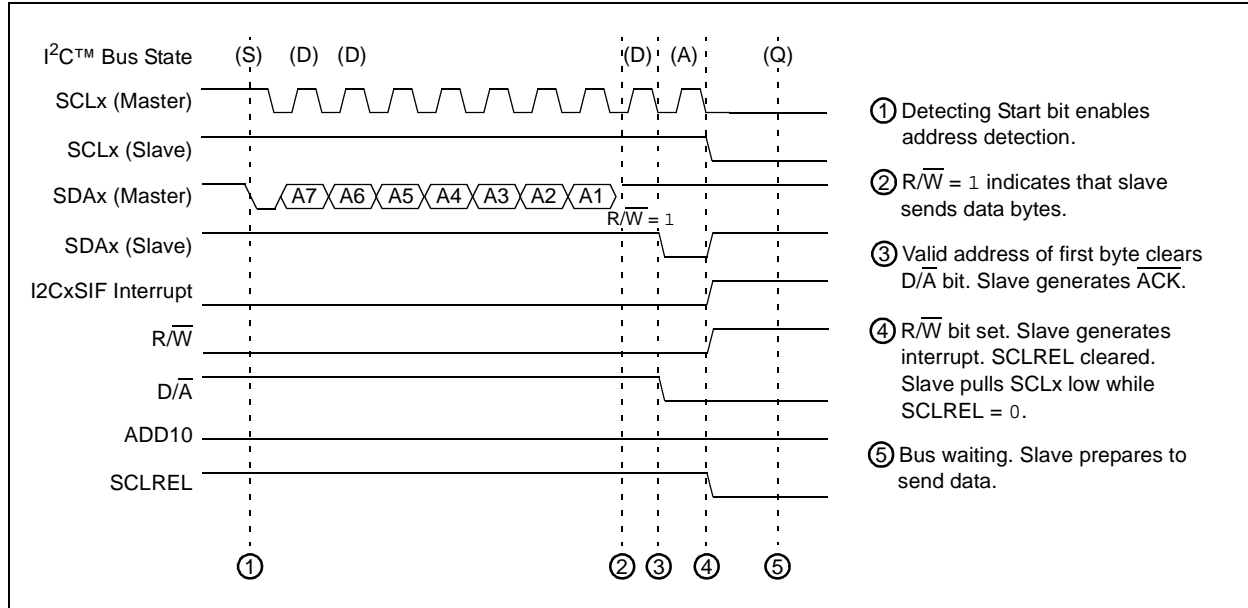 I²C™ Bus State (S) (D) (D) (D) (A) (Q)
SCLx (Master)
SCLx (Slave)
SDAx (Master) A7 A6 A5 A4 A3 A2 A1
R/W̅ = 1
SDAx (Slave)
I2CxSIF Interrupt
R/W̅
D/A̅
ADD10
SCLREL
① ② ③ ④ ⑤
① Detecting Start bit enables
address detection.
② R/W̅ = 1 indicates that slave
sends data bytes.
③ Valid address of first byte clears
D/A̅ bit. Slave generates A̅C̅K̅.
④ R/W̅ bit set. Slave generates
interrupt. SCLREL cleared.
Slave pulls SCLx low while
SCLREL = 0.
⑤ Bus waiting. Slave prepares to
send data.